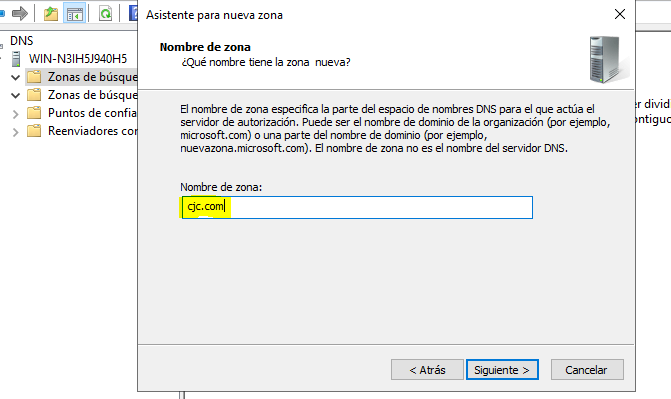 Asistente para nueva zona
DNS
WIN-N3IH5J940H5
Zonas de búsque
Zonas de búsque
Puntos de confia
Reenviadores con
Nombre de zona
¿Qué nombre tiene la zona nueva?
El nombre de zona especifica la parte del espacio de nombres DNS para el que actúa el
servidor de autorización. Puede ser el nombre de dominio de la organización (por ejemplo,
microsoft.com) o una parte del nombre de dominio (por ejemplo,
nuevazona.microsoft.com). El nombre de zona no es el nombre del servidor DNS.
Nombre de zona:
cjc.com
er divid
ontiguo
< Atrás
Siguiente >
Cancelar